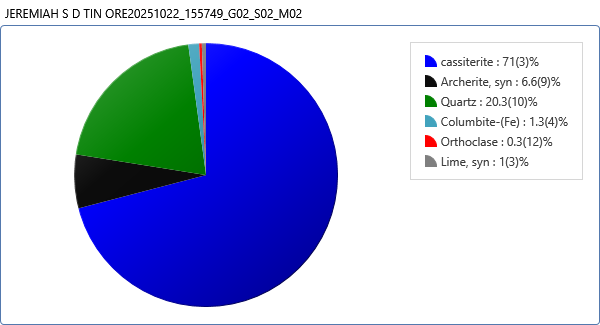 JEREMIAH S D TIN ORE20251022_155749_G02_S02_M02
cassiterite : 71(3)%
Archerite, syn : 6.6(9)%
Quartz : 20.3(10)%
Columbite-(Fe) : 1.3(4)%
Orthoclase : 0.3(12)%
Lime, syn : 1(3)%